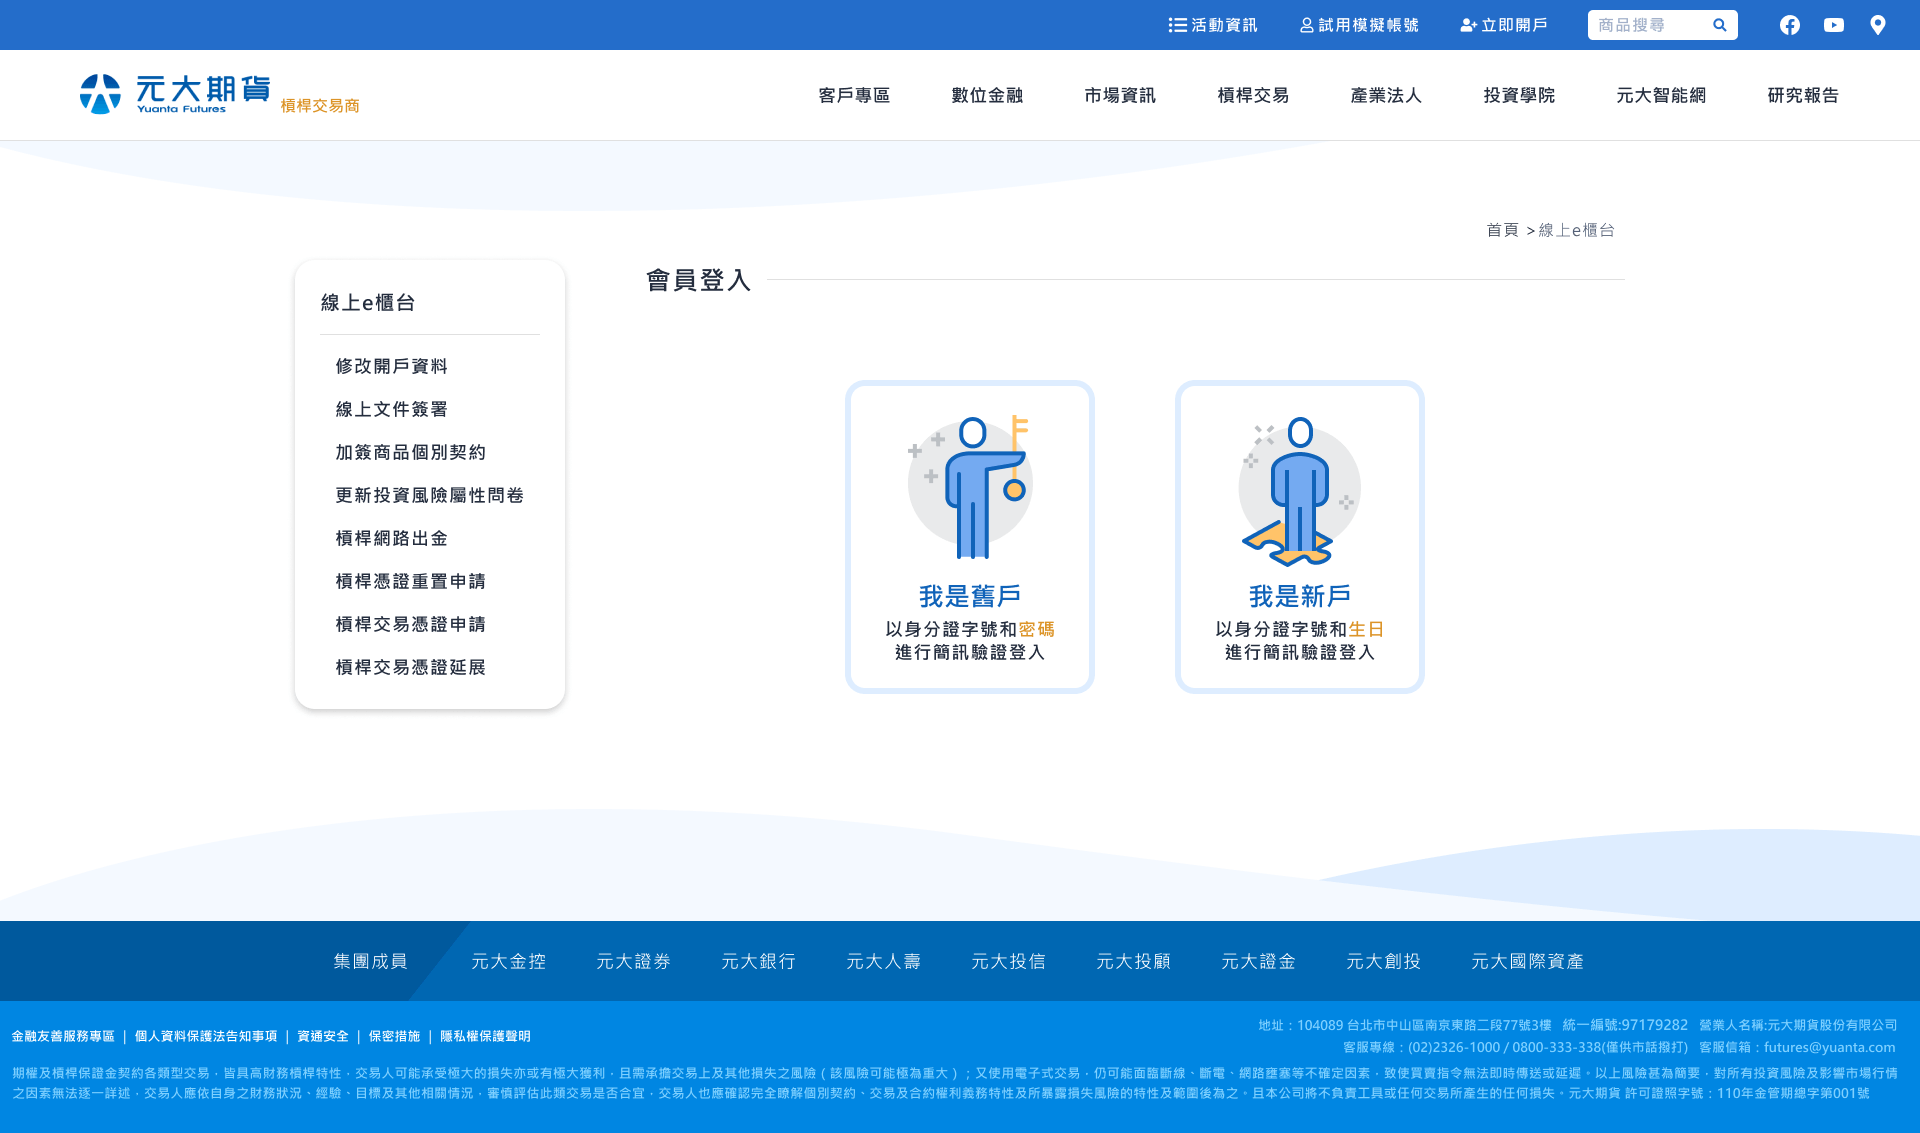 活動資訊 試用模擬帳號 立即開戶 商品搜尋
元大期貨
Yuanta Futures 槓桿交易商
客戶專區 數位金融 市場資訊 槓桿交易 產業法人 投資學院 元大智能網 研究報告
首頁 >線上e櫃台
線上e櫃台
修改開戶資料
線上文件簽署
加簽商品個別契約
更新投資風險屬性問卷
槓桿網路出金
槓桿憑證重置申請
槓桿交易憑證申請
槓桿交易憑證延展
會員登入
我是舊戶
以身分證字號和密碼
進行簡訊驗證登入
我是新戶
以身分證字號和生日
進行簡訊驗證登入
集團成員 元大金控 元大證券 元大銀行 元大人壽 元大投信 元大投顧 元大證金 元大創投 元大國際資產
金融友善服務專區 | 個人資料保護法告知事項 | 資通安全 | 保密措施 | 隱私權保護聲明
地址：104089 台北市中山區南京東路二段77號3樓 統一編號:97179282 營業人名稱:元大期貨股份有限公司
客服專線：(02)2326-1000 / 0800-333-338(僅供市話撥打) 客服信箱：futures@yuanta.com
期權及槓桿保證金契約各類型交易，皆具高財務槓桿特性，交易人可能承受極大的損失亦或有極大獲利，且需承擔交易上及其他損失之風險（該風險可能極為重大）；又使用電子式交易，仍可能面臨斷線、斷電、網路壅塞等不確定因素，致使買賣指令無法即時傳送或延遲。以上風險甚為簡要，對所有投資風險及影響市場行情
之因素無法逐一詳述，交易人應依自身之財務狀況、經驗、目標及其他相關情況，審慎評估此類交易是否合宜，交易人也應確認完全瞭解個別契約、交易及合約權利義務特性及所暴露損失風險的特性及範圍後為之。且本公司將不負責工具或任何交易所產生的任何損失。元大期貨 許可證照字號：110年金管期總字第001號